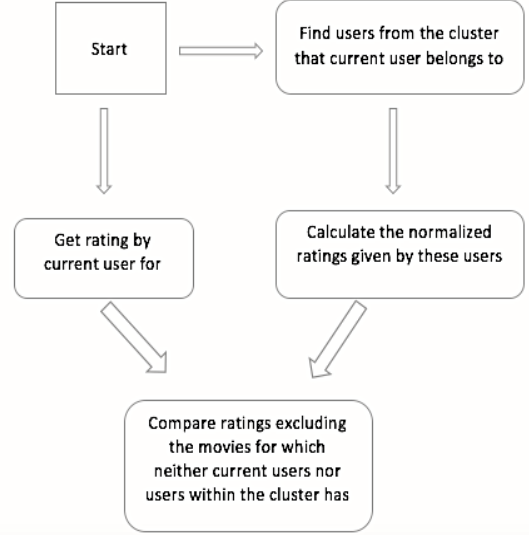 Start
Find users from the cluster
that current user belongs to
Get rating by
current user for
Calculate the normalized
ratings given by these users
Compare ratings excluding
the movies for which
neither current users nor
users within the cluster has